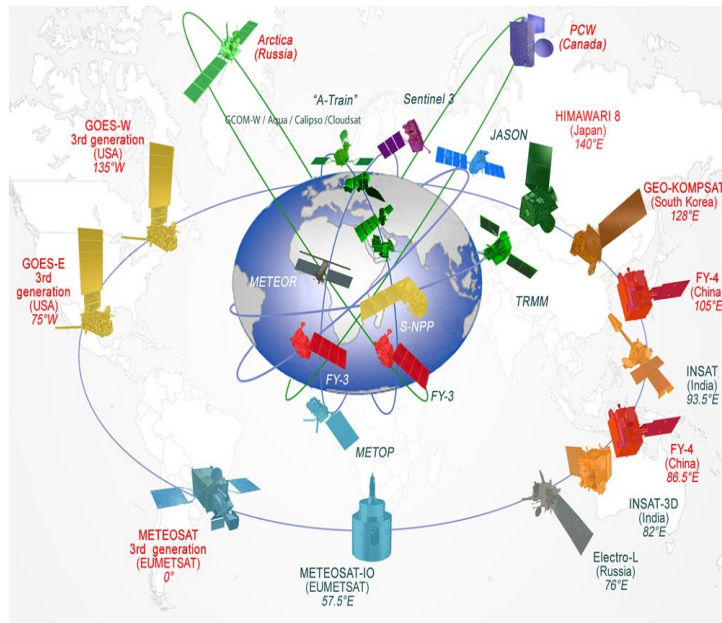 Arctica
(Russia)
PCW
(Canada)
"A-Train"
GCOM-W / Aqua / Calipso /Cloudsat
Sentinel 3
JASON
HIMAWARI 8
(Japan)
140°E
GOES-W
3rd generation
(USA)
135°W
GEO-KOMPSAT
(South Korea)
128°E
GOES-E
3rd
generation
(USA)
75°W
METEOR
TRMM
FY-4
(China)
105°E
S-NPP
FY-3
FY-3
INSAT
(India)
93.5°E
METOP
FY-4
(China)
86.5°E
INSAT-3D
(India)
82°E
METEOSAT
3rd generation
(EUMETSAT)
0°
METEOSAT-IO
(EUMETSAT)
57.5°E
Electro-L
(Russia)
76°E